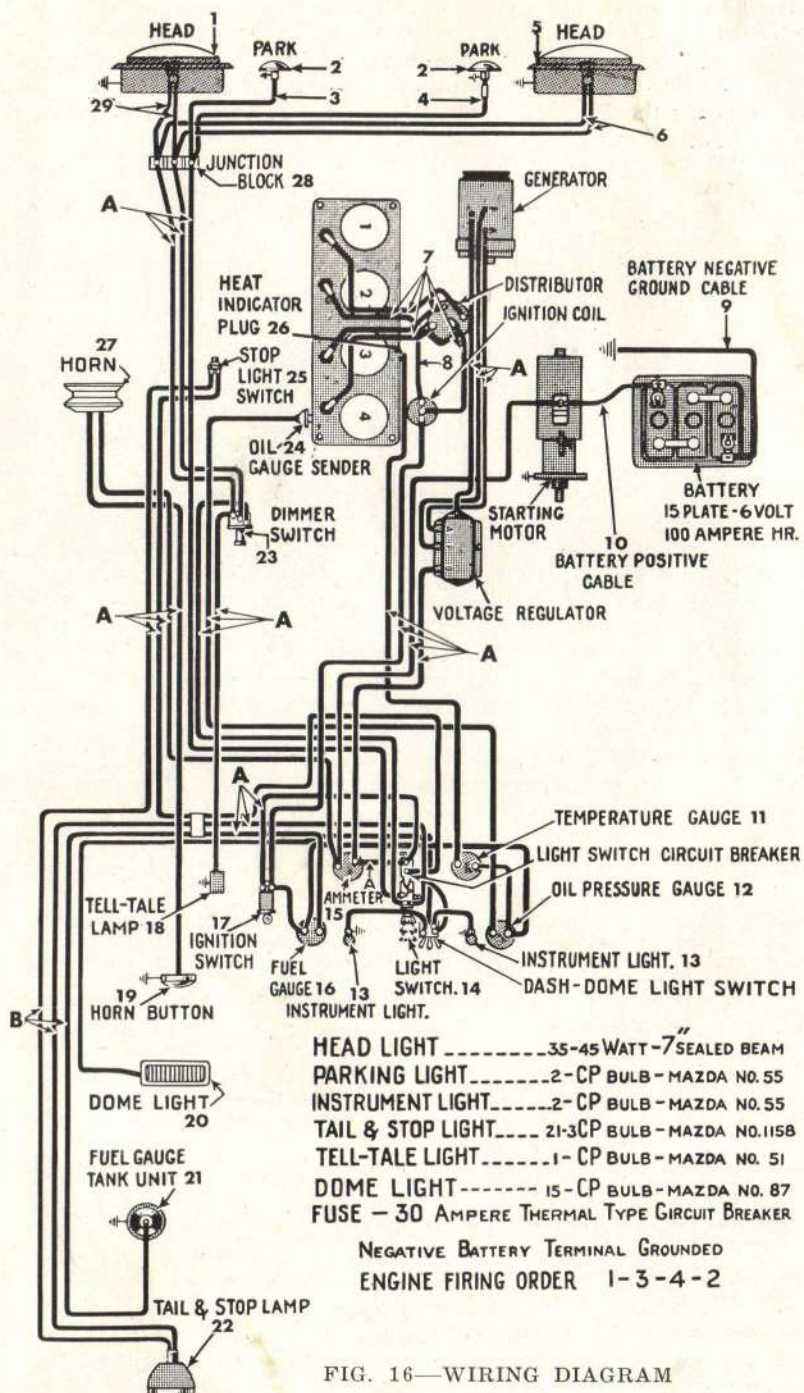 1
HEAD
PARK
2
3
PARK
2
4
5
HEAD
29
6
JUNCTION
BLOCK 28
A
GENERATOR
1
2
3
4
7
HEAT
INDICATOR
PLUG 26
DISTRIBUTOR
IGNITION COIL
8
A
BATTERY NEGATIVE
GROUND CABLE
9
27
HORN
STOP
LIGHT 25
SWITCH
OIL 24
GAUGE SENDER
DIMMER
SWITCH
23
STARTING
MOTOR
10
BATTERY POSITIVE
CABLE
BATTERY
15 PLATE-6 VOLT
100 AMPERE HR.
VOLTAGE REGULATOR
A
A
A
A
TEMPERATURE GAUGE 11
LIGHT SWITCH CIRCUIT BREAKER
OIL PRESSURE GAUGE 12
A
AMMETER
15
TELL-TALE
LAMP 18
17
IGNITION
SWITCH
FUEL
GAUGE 16
13
INSTRUMENT LIGHT.
LIGHT
SWITCH. 14
INSTRUMENT LIGHT. 13
DASH-DOME LIGHT SWITCH
19
HORN BUTTON
B
DOME LIGHT
20
FUEL GAUGE
TANK UNIT 21
TAIL & STOP LAMP
22
HEAD LIGHT ________ 35-45 WATT-7" SEALED BEAM
PARKING LIGHT_______ 2-CP BULB-MAZDA NO. 55
INSTRUMENT LIGHT______ 2-CP BULB-MAZDA NO. 55
TAIL & STOP LIGHT____ 21-3CP BULB-MAZDA NO. 1158
TELL-TALE LIGHT_______ 1-CP BULB-MAZDA NO. 51
DOME LIGHT------- 15-CP BULB-MAZDA NO. 87
FUSE - 30 AMPERE THERMAL TYPE CIRCUIT BREAKER
NEGATIVE BATTERY TERMINAL GROUNDED
ENGINE FIRING ORDER 1-3-4-2
FIG. 16—WIRING DIAGRAM